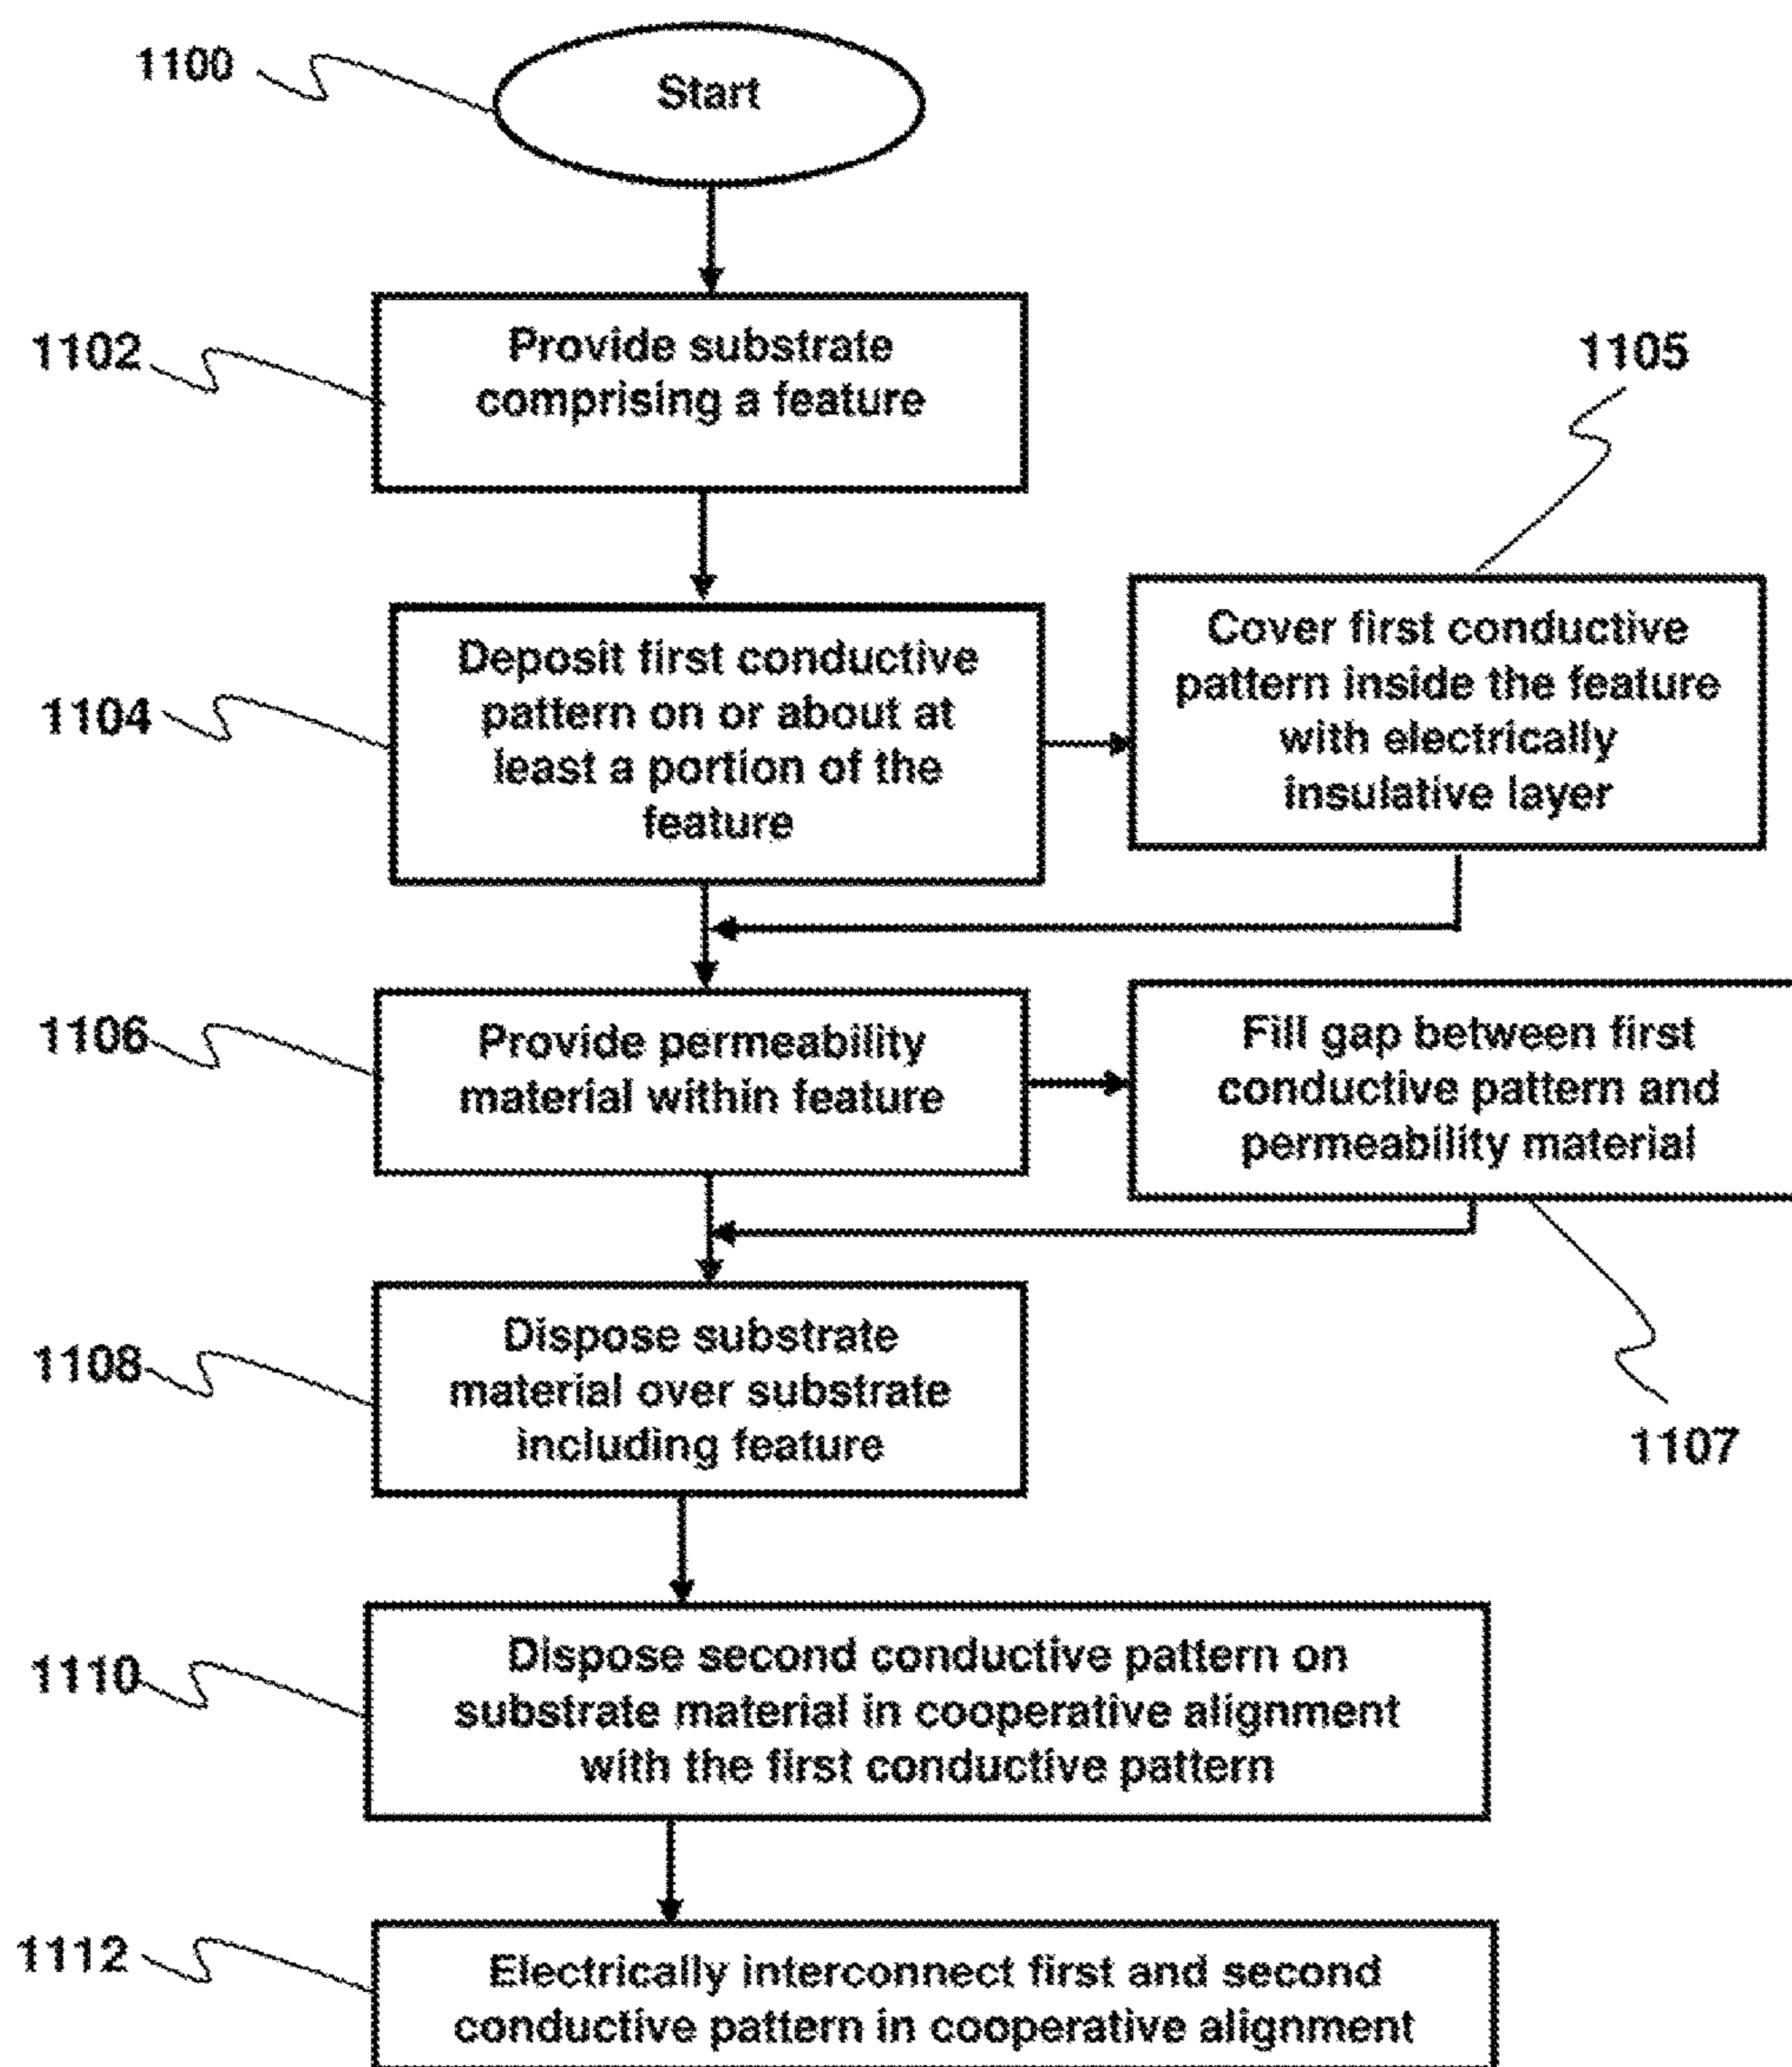 1100
Start
1102
Provide substrate
comprising a feature
1105
1104
Deposit first conductive
pattern on or about at
least a portion of the
feature
Cover first conductive
pattern inside the feature
with electrically
insulative layer
1106
Provide permeability
material within feature
Fill gap between first
conductive pattern and
permeability material
1108
Dispose substrate
material over substrate
including feature
1107
1110
Dispose second conductive pattern on
substrate material in cooperative alignment
with the first conductive pattern
1112
Electrically interconnect first and second
conductive pattern in cooperative alignment